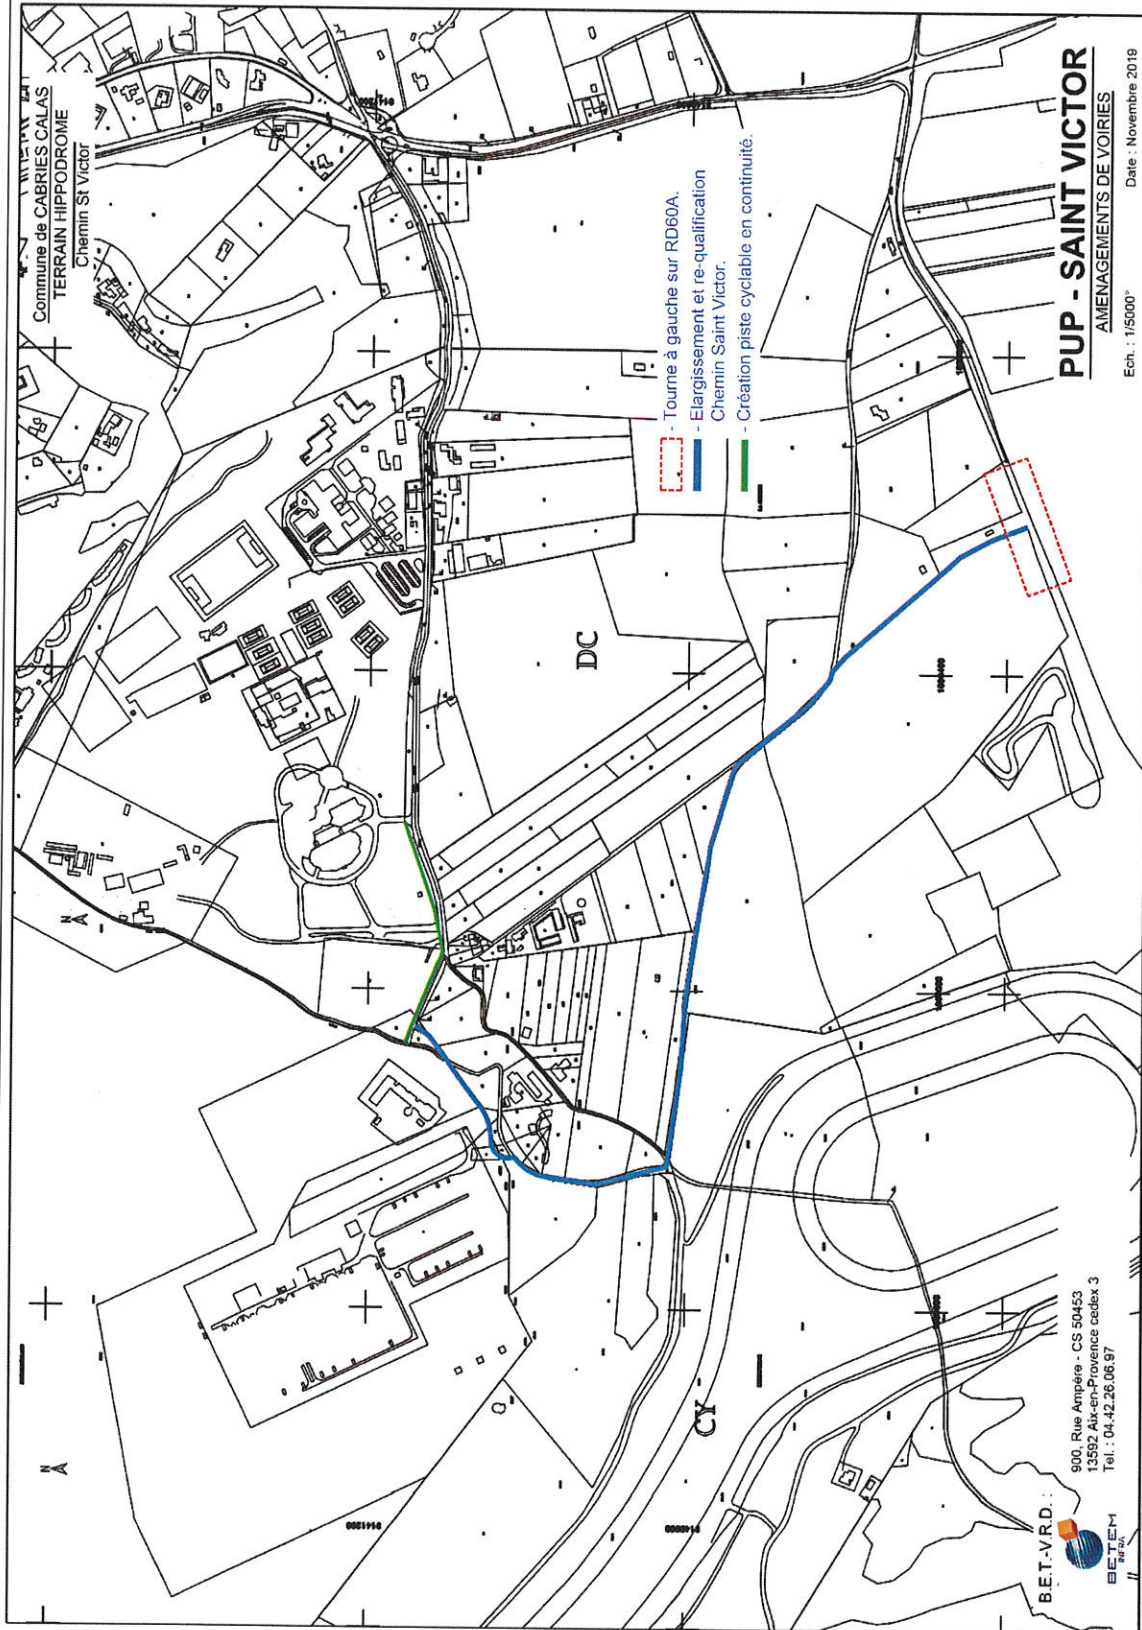 Commune de CABRIES CALAS
TERRAIN HIPPODROME
Chemin St Victor
N
N
DC
CY
- Tourne à gauche sur RD60A.
- Elargissement et re-qualification
Chemin Saint Victor.
- Création piste cyclable en continuité.
B.E.T.-V.R.D. :
BETEM
INFRA
900, Rue Ampère - CS 50453
13592 Aix-en-Provence cedex 3
Tel. : 04.42.26.06.97
PUP - SAINT VICTOR
AMENAGEMENTS DE VOIRIES
Ech. : 1/5000°
Date : Novembre 2019